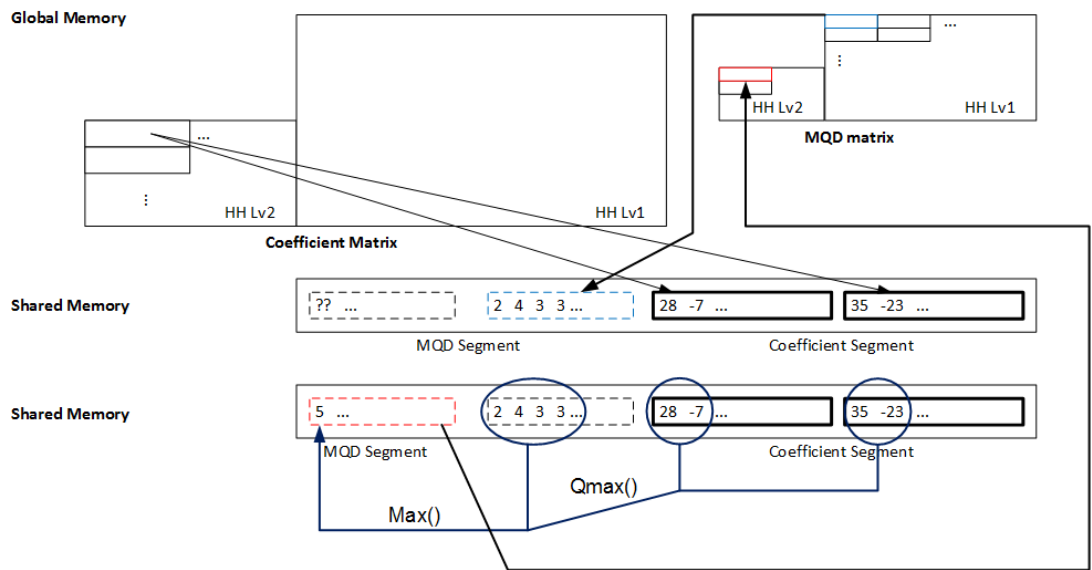 Global Memory
...
...
HH Lv2
HH Lv1
Coefficient Matrix
...
...
HH Lv2
HH Lv1
MQD matrix
Shared Memory
?? ...
2 4 3 3 ...
28 -7 ...
35 -23 ...
MQD Segment
Coefficient Segment
Shared Memory
5 ...
2 4 3 3 ...
28 -7 ...
35 -23 ...
MQD Segment
Coefficient Segment
Qmax()
Max()